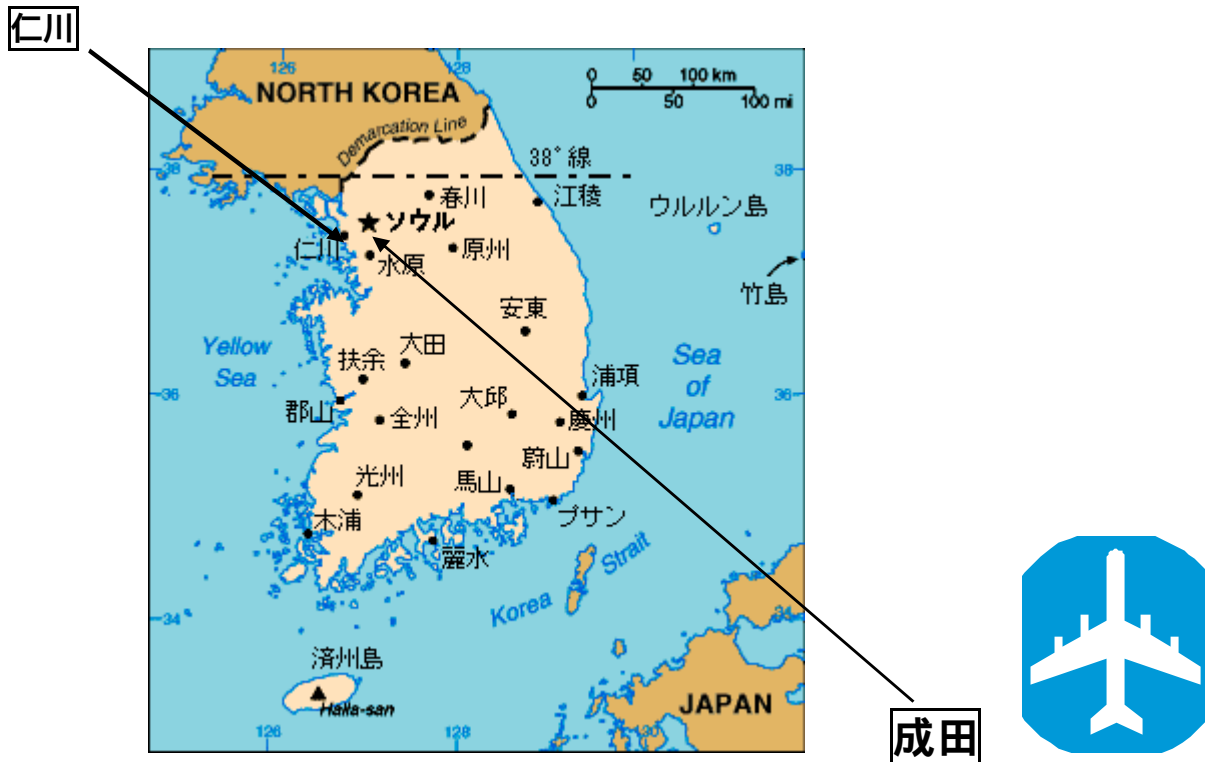 仁川
126
128
0 50 100 km
0 50 100 mi
NORTH KOREA
Demarcation Line
38
38°線
38
春川
江稜
ウルルン島
ソウル
仁川
原州
水原
竹島
安東
Yellow
Sea
大田
扶余
Sea
of
Japan
浦項
36
36
大邱
郡山
全州
慶州
蔚山
光州
馬山
プサン
木浦
麗水
Korea Strait
34
34
済州島
Halla-san
JAPAN
126
128
130
成田